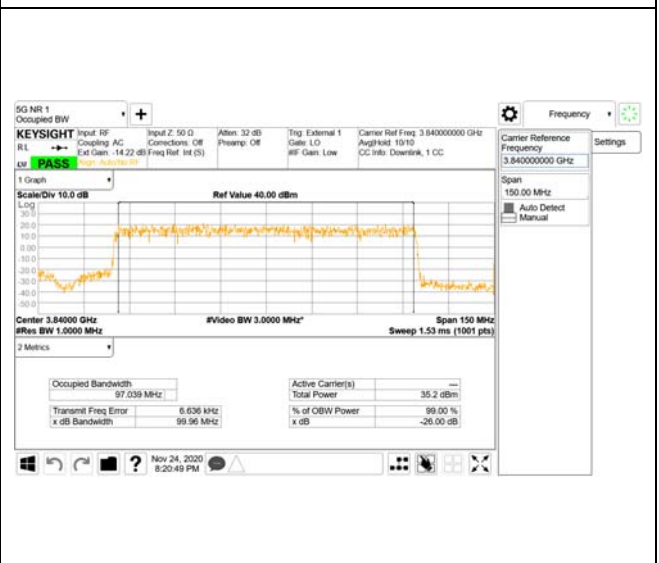 5G NR 1
Occupied BW
Frequency
KEYSIGHT
RL
LVI
PASS
Input: RF
Coupling: AC
Ext Gain: -14.22 dB
Align: Auto/No RF
Input Z: 50 Ω
Corrections: Off
Freq Ref: Int (S)
Atten: 32 dB
Preamp: Off
Trig: External 1
Gate: LO
#IF Gain: Low
Carrier Ref Freq: 3.840000000 GHz
Avg|Hold: 10/10
CC Info: Downlink, 1 CC
Carrier Reference
Frequency
3.840000000 GHz
Settings
Span
150.00 MHz
Auto Detect
Manual
1 Graph
Scale/Div 10.0 dB
Ref Value 40.00 dBm
Log
30.0
20.0
10.0
0.00
-10.0
-20.0
-30.0
-40.0
-50.0
Center 3.84000 GHz
#Video BW 3.0000 MHz*
Span 150 MHz
#Res BW 1.0000 MHz
Sweep 1.53 ms (1001 pts)
2 Metrics
Occupied Bandwidth
97.039 MHz
Transmit Freq Error 6.636 kHz
x dB Bandwidth 99.96 MHz
Active Carrier(s) ---
Total Power 35.2 dBm
% of OBW Power 99.00 %
x dB -26.00 dB
?
Nov 24, 2020
8:20:49 PM